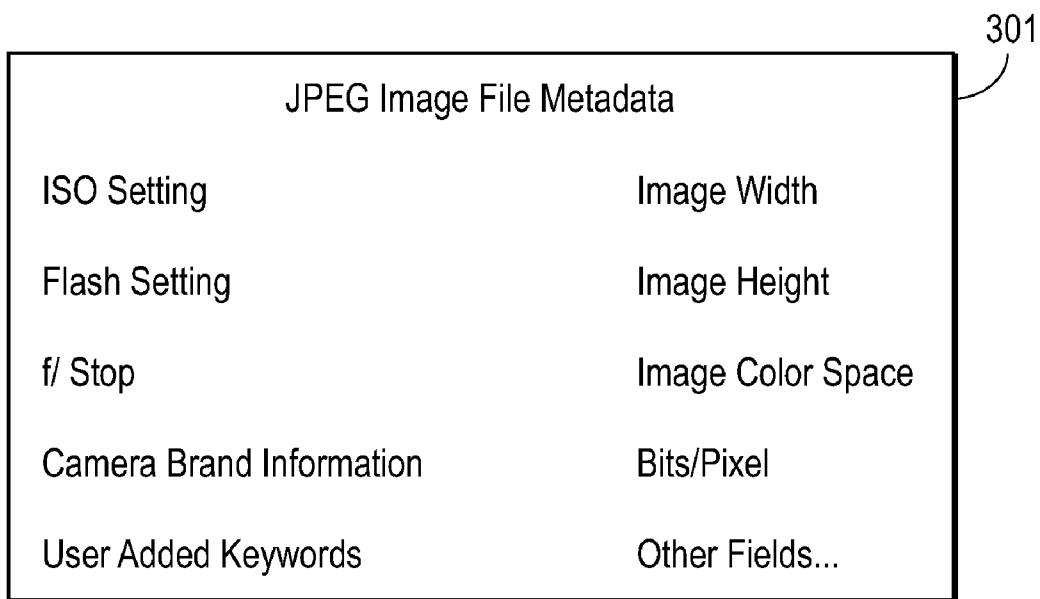 301
JPEG Image File Metadata
ISO Setting
Image Width
Flash Setting
Image Height
f/ Stop
Image Color Space
Camera Brand Information
Bits/Pixel
User Added Keywords
Other Fields...